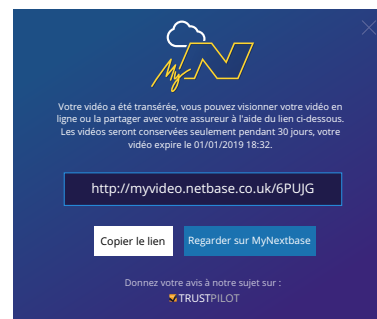 My N
Votre vidéo a été transérée, vous pouvez visionner votre vidéo en
ligne ou la partager avec votre assureur à l'aide du lien ci-dessous.
Les vidéos seront conservées seulement pendant 30 jours, votre
vidéo expire le 01/01/2019 18:32.
http://myvideo.netbase.co.uk/6PUJG
Copier le lien
Regarder sur MyNextbase
Donnez votre avis à notre sujet sur :
TRUSTPILOT